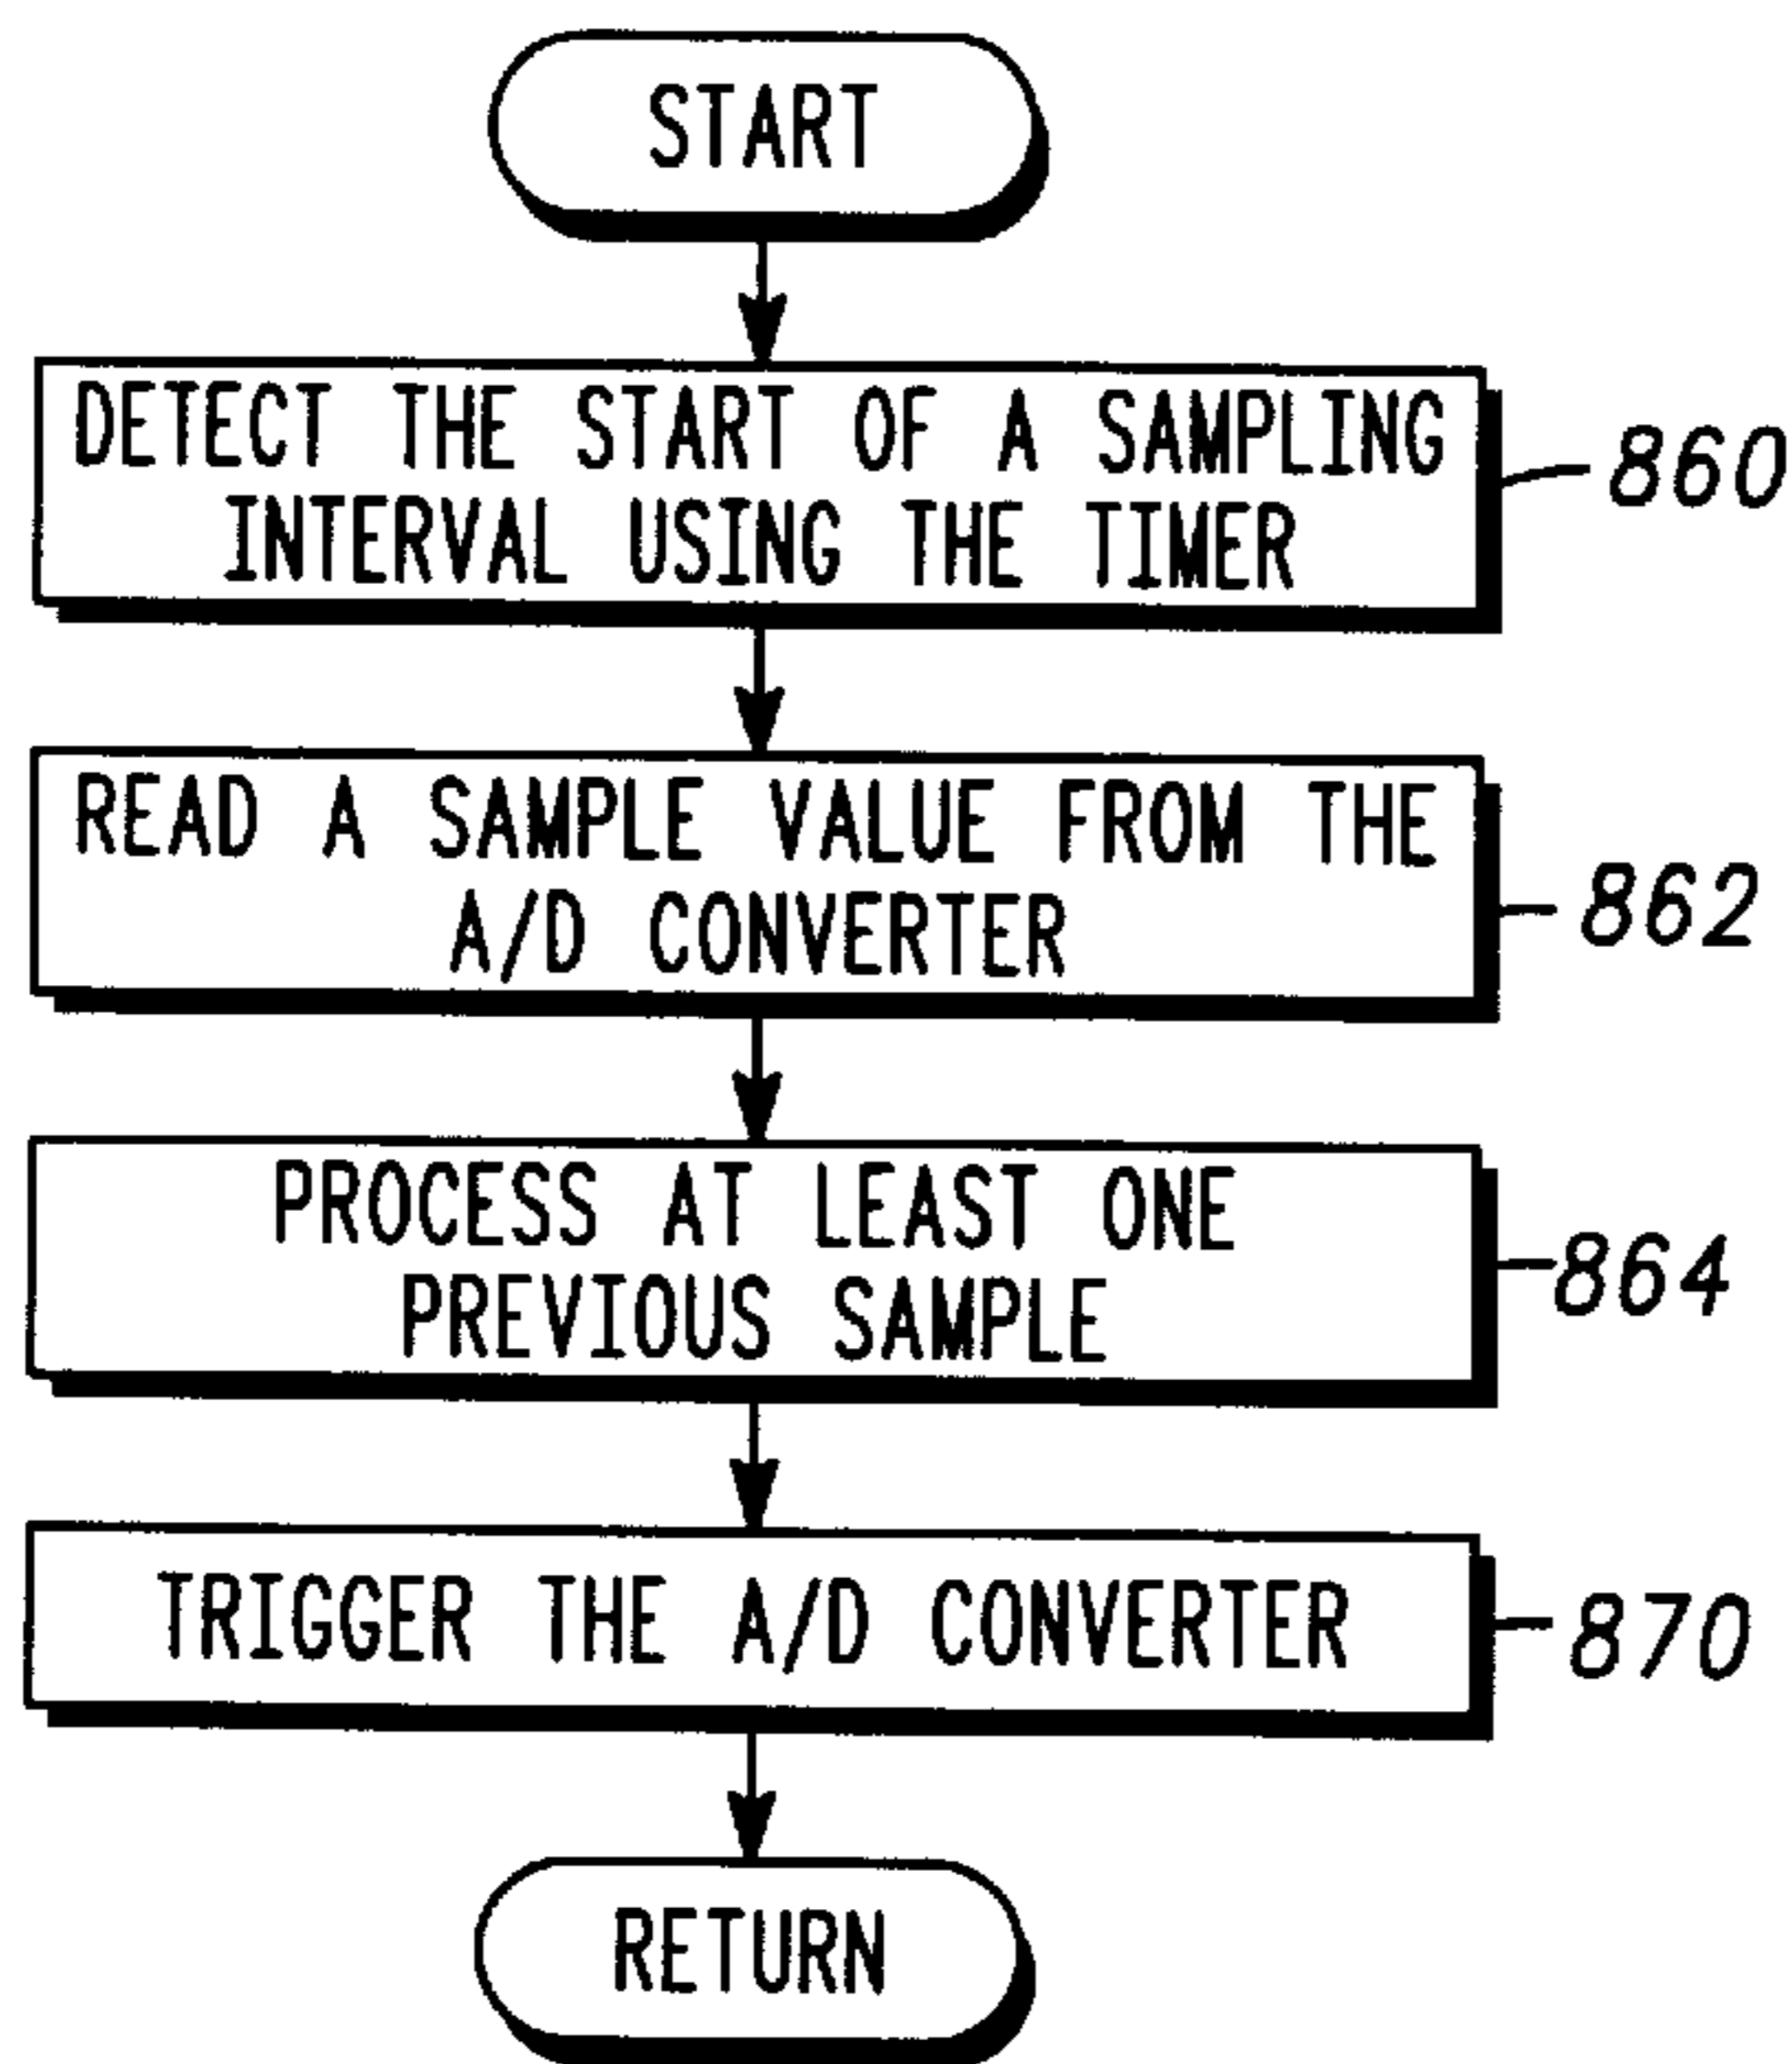 START
DETECT THE START OF A SAMPLING
INTERVAL USING THE TIMER
860
READ A SAMPLE VALUE FROM THE
A/D CONVERTER
862
PROCESS AT LEAST ONE
PREVIOUS SAMPLE
864
TRIGGER THE A/D CONVERTER
870
RETURN